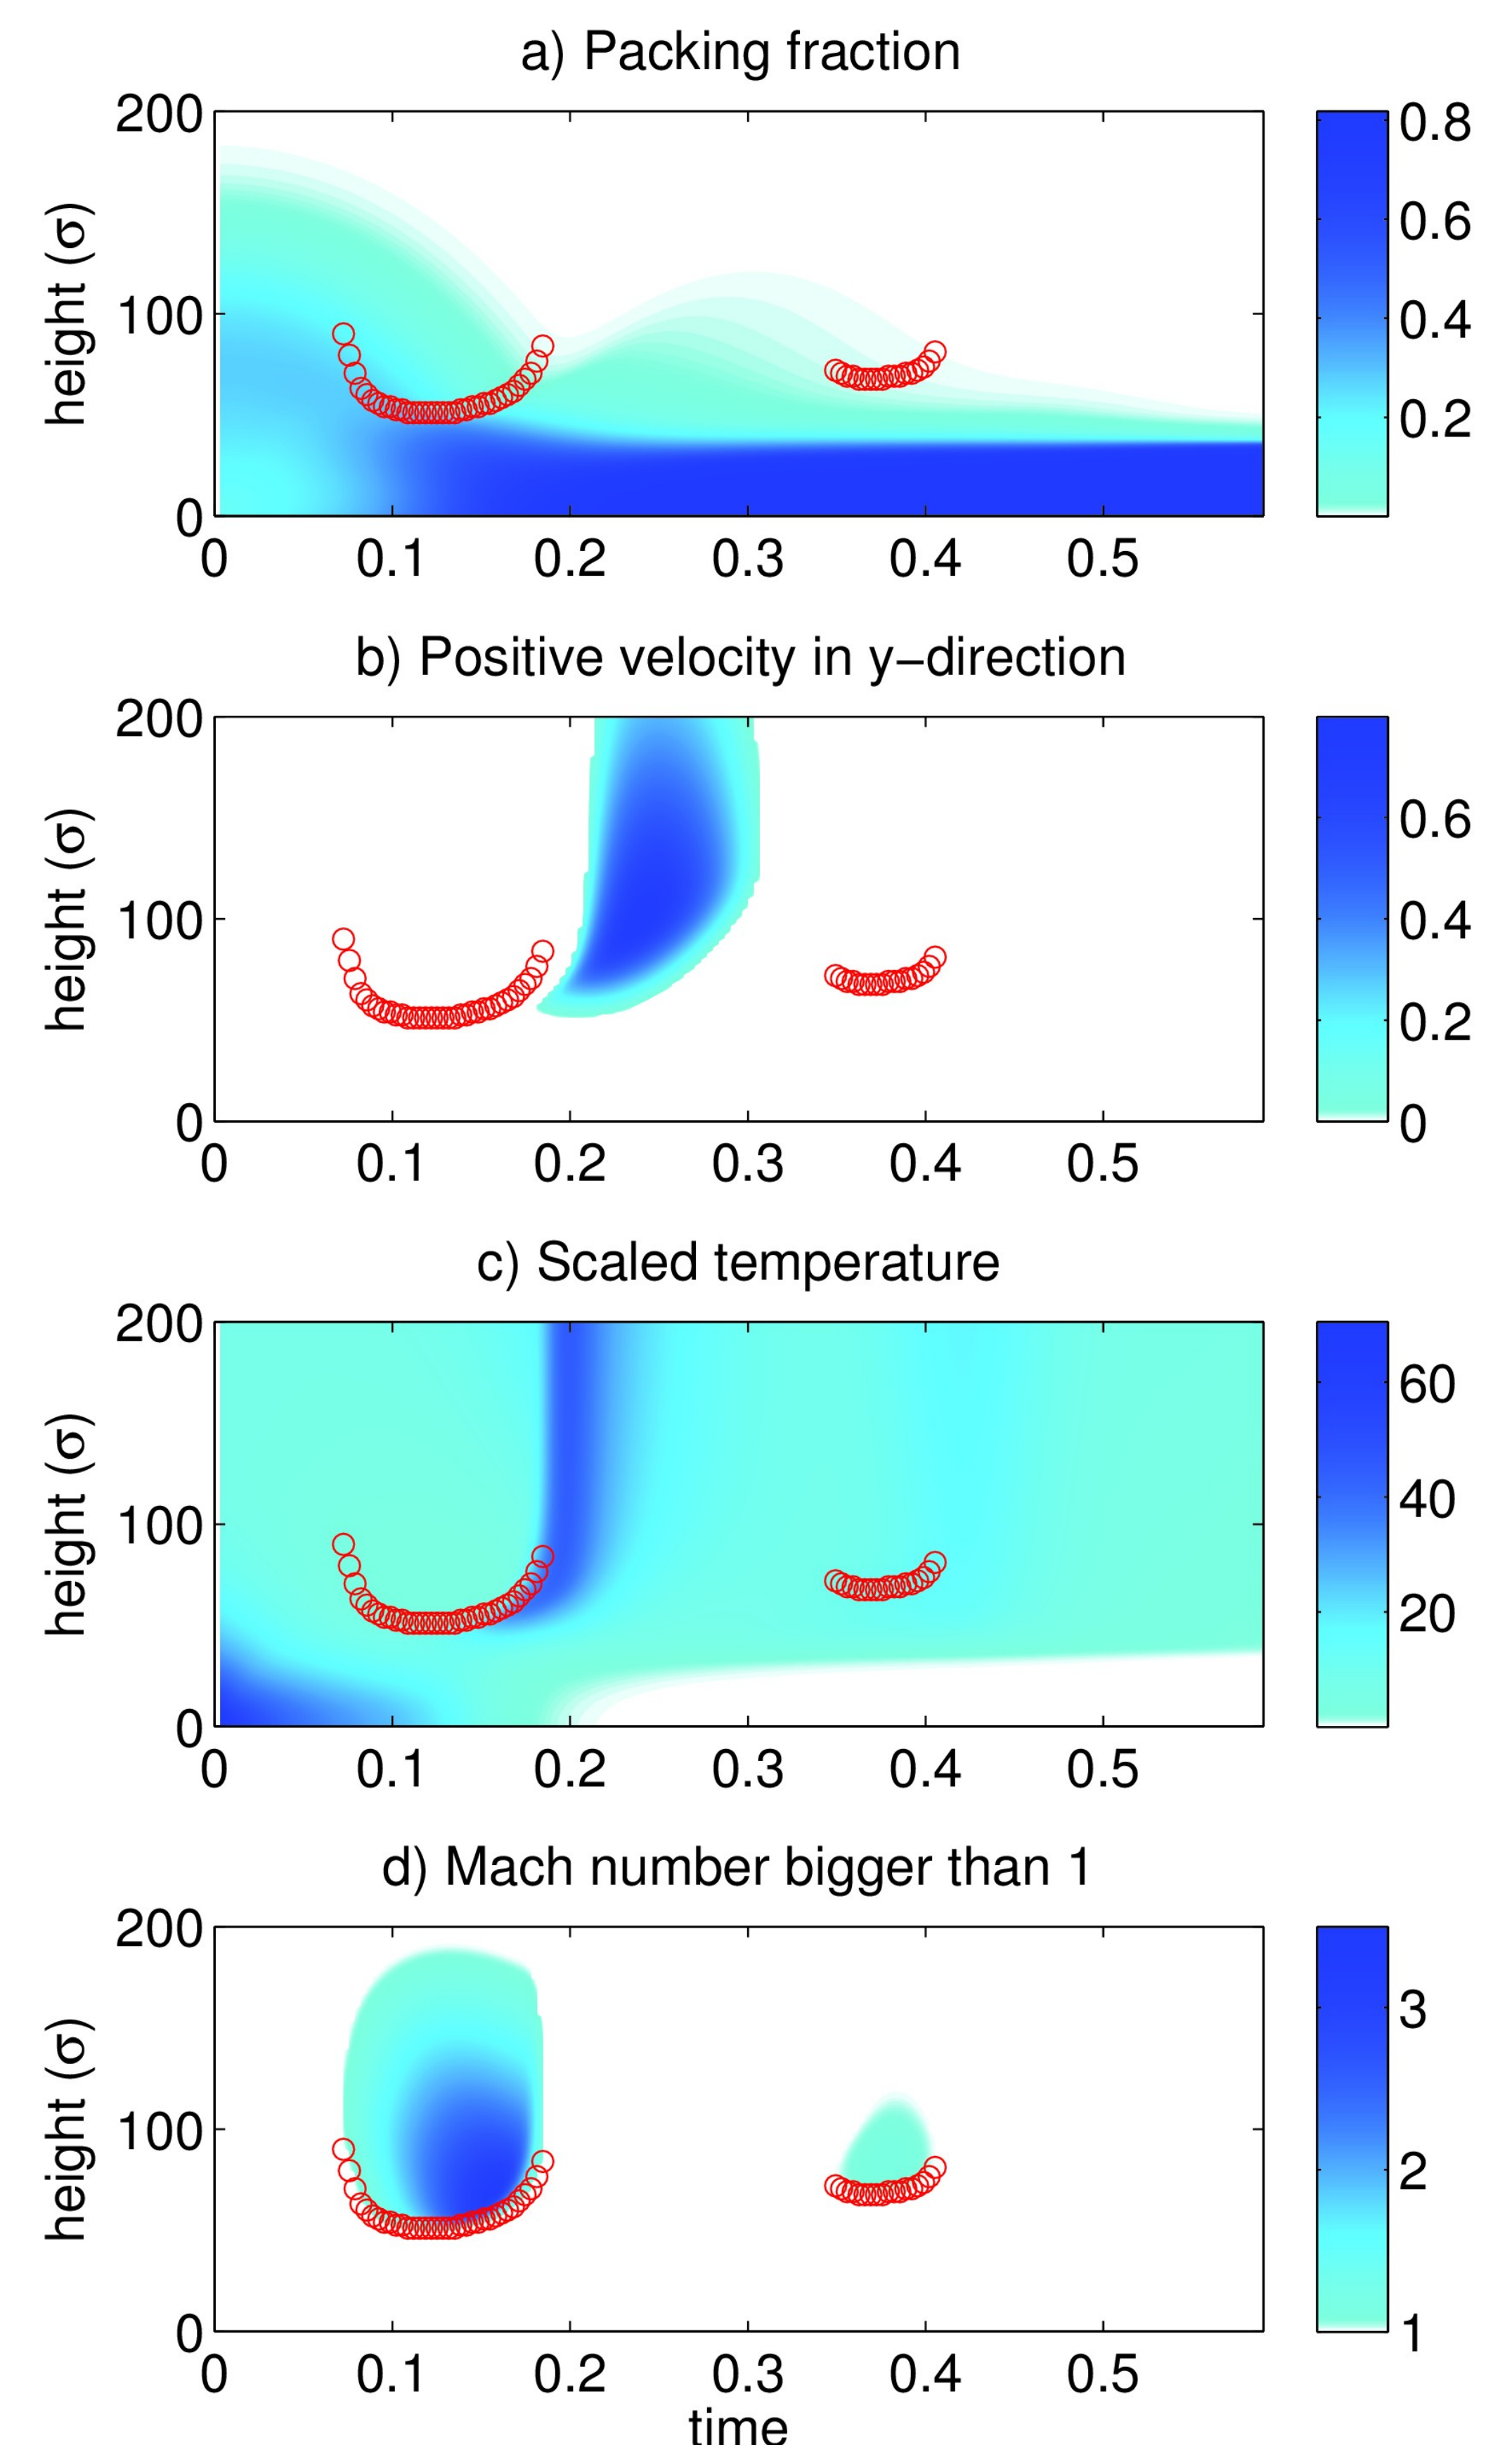 a) Packing fraction
200
100
0
height (σ)
0 0.1 0.2 0.3 0.4 0.5
0.8
0.6
0.4
0.2
b) Positive velocity in y−direction
200
100
0
height (σ)
0 0.1 0.2 0.3 0.4 0.5
0.6
0.4
0.2
0
c) Scaled temperature
200
100
0
height (σ)
0 0.1 0.2 0.3 0.4 0.5
60
40
20
d) Mach number bigger than 1
200
100
0
height (σ)
0 0.1 0.2 0.3 0.4 0.5
time
3
2
1